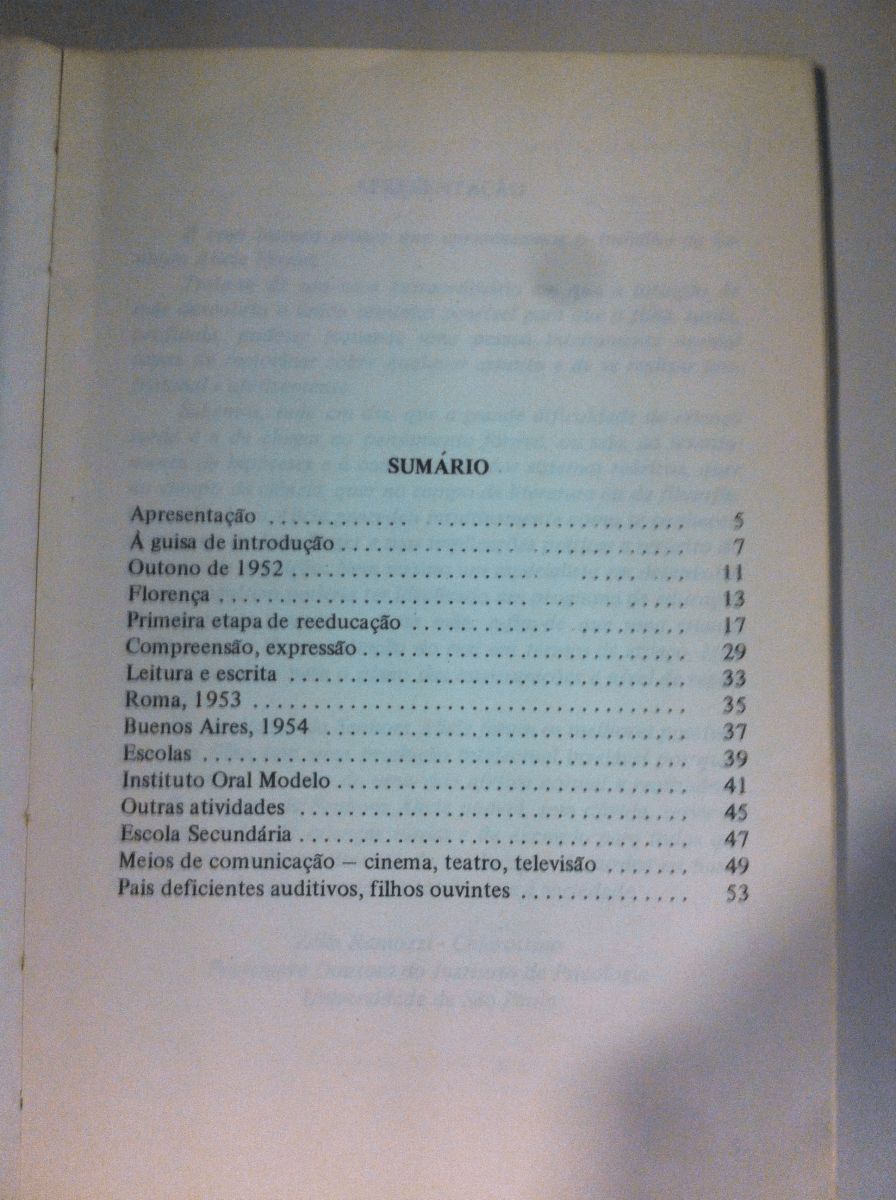 SUMÁRIO
Apresentação 5
À guisa de introdução 7
Outono de 1952 11
Florença 13
Primeira etapa de reeducação 17
Compreensão, expressão 29
Leitura e escrita 33
Roma, 1953 35
Buenos Aires, 1954 37
Escolas 39
Instituto Oral Modelo 41
Outras atividades 45
Escola Secundária 47
Meios de comunicação – cinema, teatro, televisão 49
Pais deficientes auditivos, filhos ouvintes 53